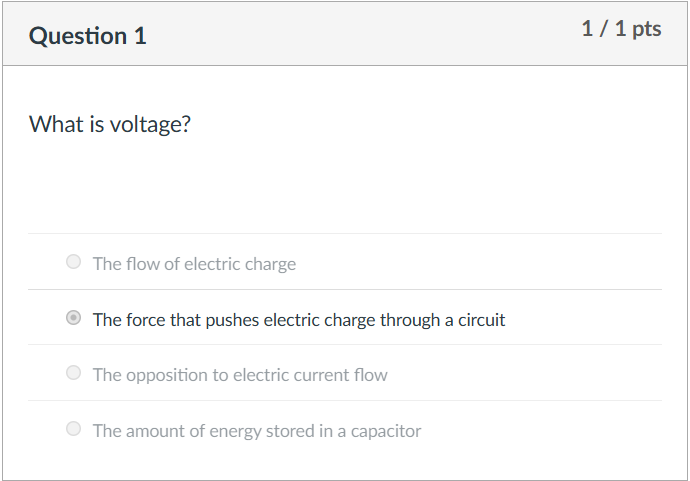 Question 1
1 / 1 pts
What is voltage?
The flow of electric charge
The force that pushes electric charge through a circuit
The opposition to electric current flow
The amount of energy stored in a capacitor